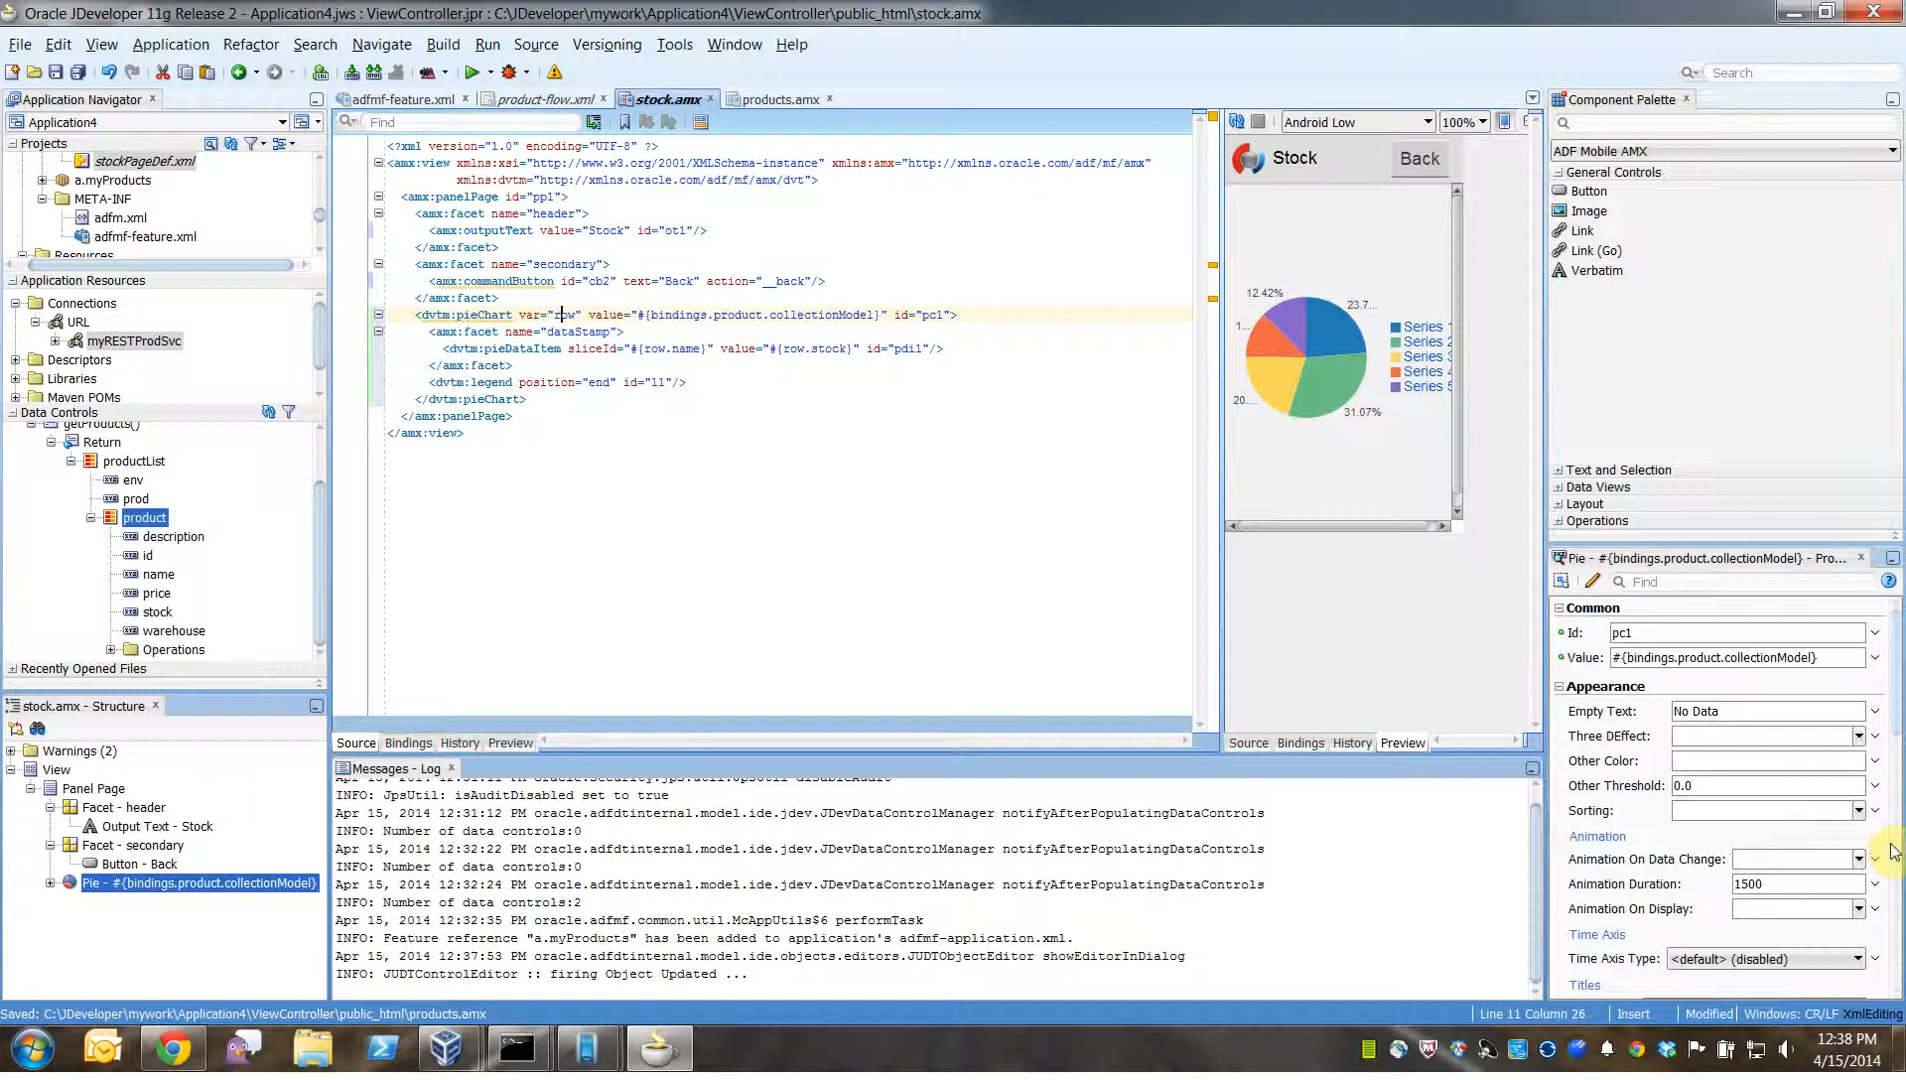 Oracle JDeveloper 11g Release 2 - Application4.jws : ViewController.jpr : C:\JDeveloper\mywork\Application4\ViewController\public_html\stock.amx
File Edit View Application Refactor Search Navigate Build Run Source Versioning Tools Window Help
Search
Application Navigator
Application4
Projects
stockPageDef.xml
a.myProducts
META-INF
adfm.xml
adfmf-feature.xml
Resources
Application Resources
Connections
URL
myRESTProdSvc
Descriptors
Libraries
Maven POMs
Data Controls
getProducts()
Return
productList
env
prod
product
description
id
name
price
stock
warehouse
Operations
Recently Opened Files
stock.amx - Structure
Warnings (2)
View
Panel Page
Facet - header
Output Text - Stock
Facet - secondary
Button - Back
Pie - #{bindings.product.collectionModel}
adfmf-feature.xml
product-flow.xml
stock.amx
products.amx
Find
<?xml version="1.0" encoding="UTF-8" ?>
<amx:view xmlns:xsi="http://www.w3.org/2001/XMLSchema-instance" xmlns:amx="http://xmlns.oracle.com/adf/mf/amx"
xmlns:dvtm="http://xmlns.oracle.com/adf/mf/amx/dvt">
<amx:panelPage id="pp1">
<amx:facet name="header">
<amx:outputText value="Stock" id="ot1"/>
</amx:facet>
<amx:facet name="secondary">
<amx:commandButton id="cb2" text="Back" action="__back"/>
</amx:facet>
<dvtm:pieChart var="row" value="#{bindings.product.collectionModel}" id="pc1">
<amx:facet name="dataStamp">
<dvtm:pieDataItem sliceId="#{row.name}" value="#{row.stock}" id="pdi1"/>
</amx:facet>
<dvtm:legend position="end" id="l1"/>
</dvtm:pieChart>
</amx:panelPage>
</amx:view>
Source Bindings History Preview
Android Low
100%
Stock
Back
12.42%
23.7...
20....
31.07%
Series
Series 2
Series 3
Series 4
Series 5
Source Bindings History Preview
Messages - Log
INFO: JpsUtil: isAuditDisabled set to true
Apr 15, 2014 12:31:12 PM oracle.adfdtinternal.model.ide.jdev.JDevDataControlManager notifyAfterPopulatingDataControls
INFO: Number of data controls:0
Apr 15, 2014 12:32:22 PM oracle.adfdtinternal.model.ide.jdev.JDevDataControlManager notifyAfterPopulatingDataControls
INFO: Number of data controls:0
Apr 15, 2014 12:32:24 PM oracle.adfdtinternal.model.ide.jdev.JDevDataControlManager notifyAfterPopulatingDataControls
INFO: Number of data controls:2
Apr 15, 2014 12:32:35 PM oracle.adfmf.common.util.McAppUtils$6 performTask
INFO: Feature reference "a.myProducts" has been added to application's adfmf-application.xml.
Apr 15, 2014 12:37:53 PM oracle.adfdtinternal.model.ide.objects.editors.JUDTObjectEditor showEditorInDialog
INFO: JUDTControlEditor :: firing Object Updated ...
Component Palette
ADF Mobile AMX
General Controls
Button
Image
Link
Link (Go)
Verbatim
Text and Selection
Data Views
Layout
Operations
Pie - #{bindings.product.collectionModel} - Pro...
Find
Common
Id: pc1
Value: #{bindings.product.collectionModel}
Appearance
Empty Text: No Data
Three DEffect:
Other Color:
Other Threshold: 0.0
Sorting:
Animation
Animation On Data Change:
Animation Duration: 1500
Animation On Display:
Time Axis
Time Axis Type: <default> (disabled)
Titles
Saved: C:\JDeveloper\mywork\Application4\ViewController\public_html\products.amx
Line 11 Column 26 Insert Modified Windows: CR/LF XmlEditing
12:38 PM
4/15/2014